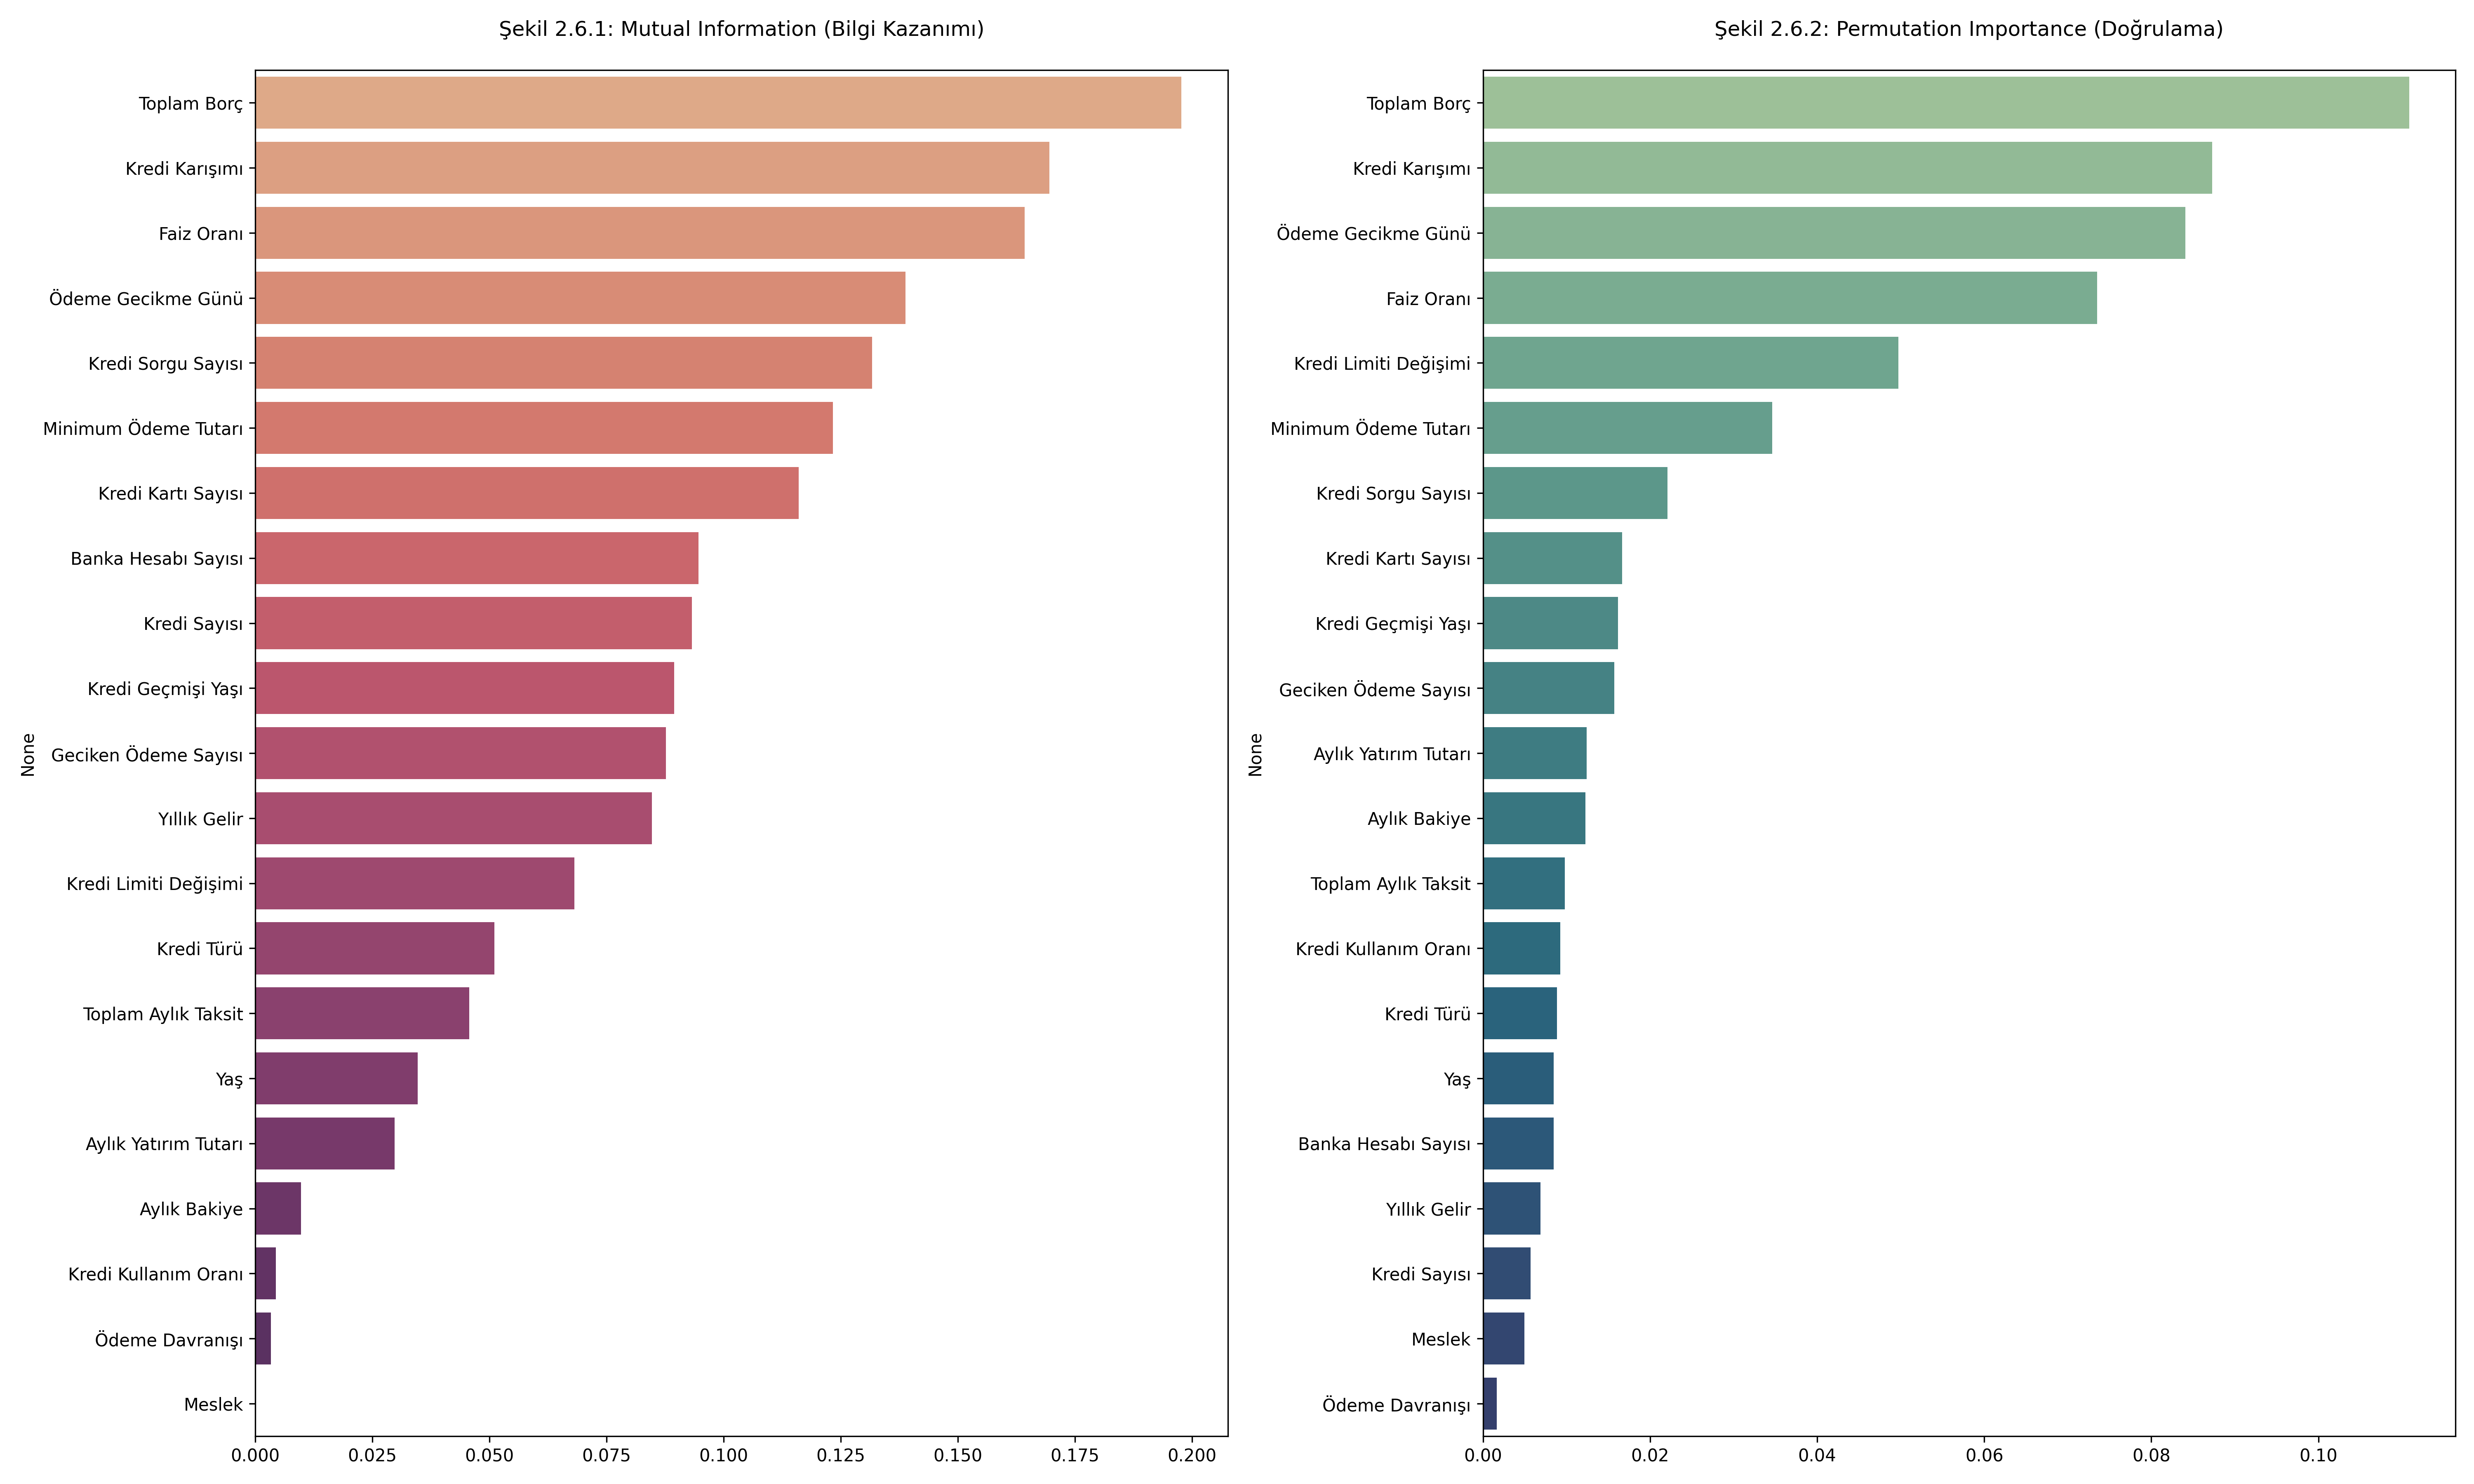 Şekil 2.6.1: Mutual Information (Bilgi Kazanımı)
None
Toplam Borç
Kredi Karışımı
Faiz Oranı
Ödeme Gecikme Günü
Kredi Sorgu Sayısı
Minimum Ödeme Tutarı
Kredi Kartı Sayısı
Banka Hesabı Sayısı
Kredi Sayısı
Kredi Geçmişi Yaşı
Geciken Ödeme Sayısı
Yıllık Gelir
Kredi Limiti Değişimi
Kredi Türü
Toplam Aylık Taksit
Yaş
Aylık Yatırım Tutarı
Aylık Bakiye
Kredi Kullanım Oranı
Ödeme Davranışı
Meslek
0.000 0.025 0.050 0.075 0.100 0.125 0.150 0.175 0.200
Şekil 2.6.2: Permutation Importance (Doğrulama)
None
Toplam Borç
Kredi Karışımı
Ödeme Gecikme Günü
Faiz Oranı
Kredi Limiti Değişimi
Minimum Ödeme Tutarı
Kredi Sorgu Sayısı
Kredi Kartı Sayısı
Kredi Geçmişi Yaşı
Geciken Ödeme Sayısı
Aylık Yatırım Tutarı
Aylık Bakiye
Toplam Aylık Taksit
Kredi Kullanım Oranı
Kredi Türü
Yaş
Banka Hesabı Sayısı
Yıllık Gelir
Kredi Sayısı
Meslek
Ödeme Davranışı
0.00 0.02 0.04 0.06 0.08 0.10